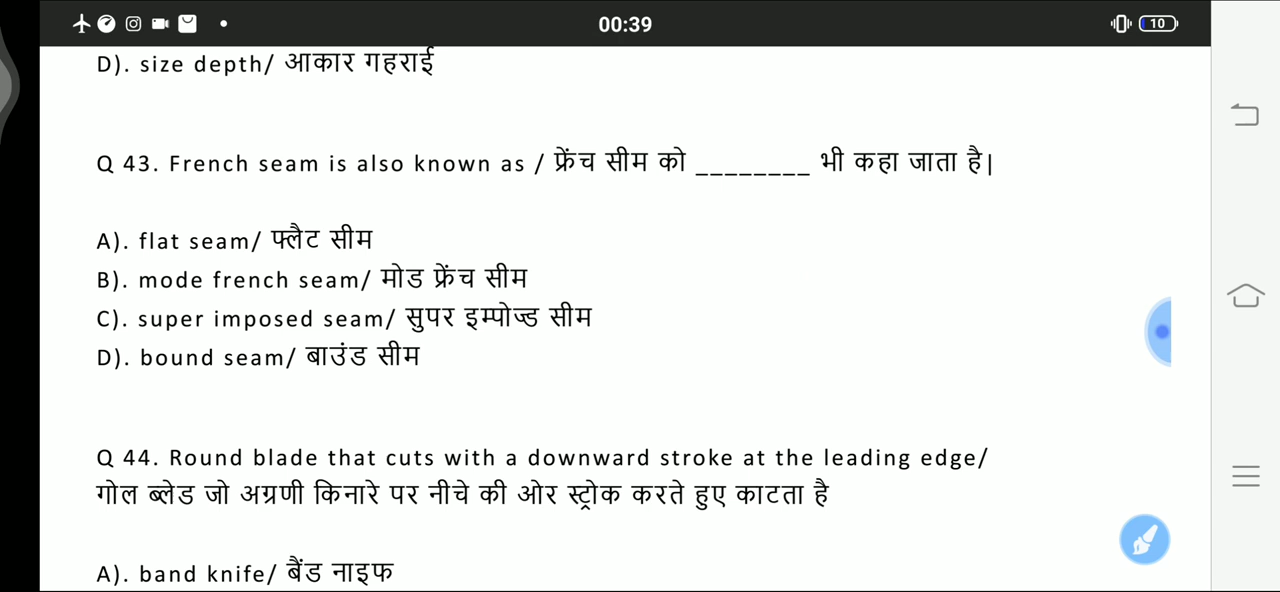 00:39
10
D). size depth/ आकार गहराई
Q 43. French seam is also known as / फ्रेंच सीम को ________ भी कहा जाता है|
A). flat seam/ फ्लैट सीम
B). mode french seam/ मोड फ्रेंच सीम
C). super imposed seam/ सुपर इम्पोज्ड सीम
D). bound seam/ बाउंड सीम
Q 44. Round blade that cuts with a downward stroke at the leading edge/
गोल ब्लेड जो अग्रणी किनारे पर नीचे की ओर स्ट्रोक करते हुए काटता है
A). band knife/ बैंड नाइफ